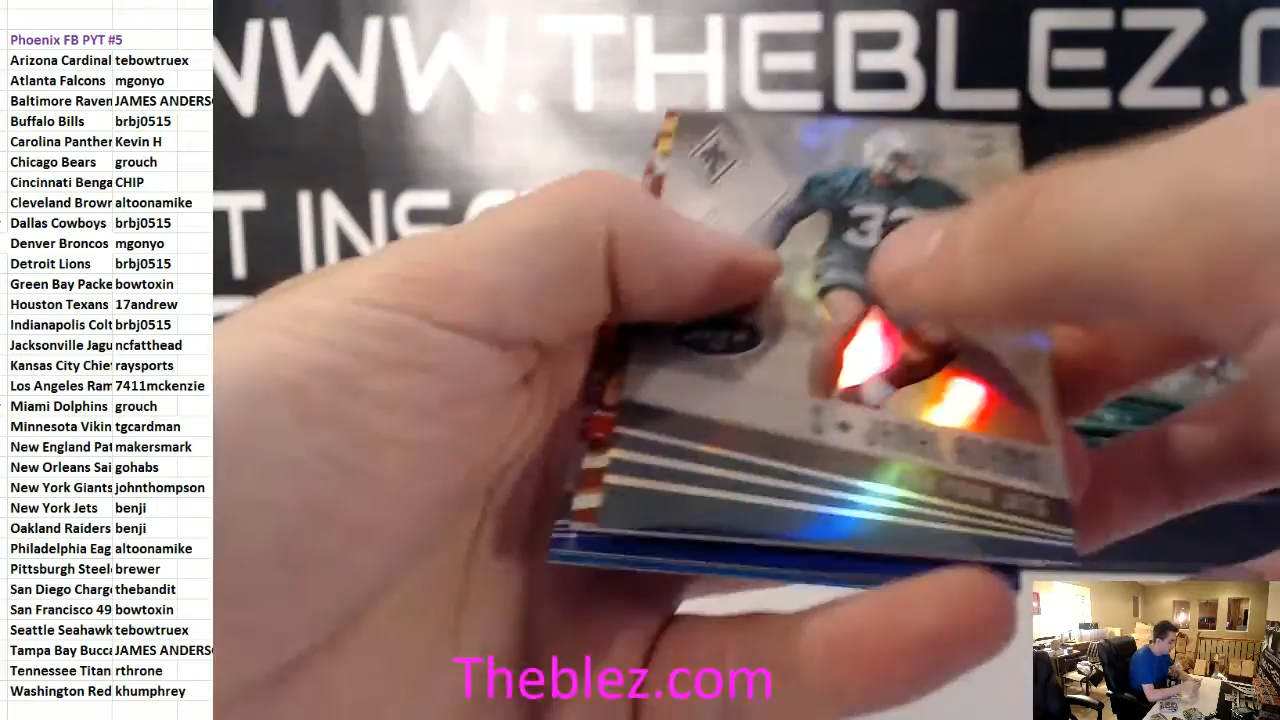 Phoenix FB PYT #5
Arizona Cardinal tebowtruex
Atlanta Falcons mgonyo
Baltimore Raven JAMES ANDERS
Buffalo Bills brbj0515
Carolina Panther Kevin H
Chicago Bears grouch
Cincinnati Benga CHIP
Cleveland Brown altoonamike
Dallas Cowboys brbj0515
Denver Broncos mgonyo
Detroit Lions brbj0515
Green Bay Packe bowtoxin
Houston Texans 17andrew
Indianapolis Colt brbj0515
Jacksonville Jagu ncfatthead
Kansas City Chie raysports
Los Angeles Ram 7411mckenzie
Miami Dolphins grouch
Minnesota Vikin tgcardman
New England Pat makersmark
New Orleans Sai gohabs
New York Giants johnthompson
New York Jets benji
Oakland Raiders benji
Philadelphia Eag altoonamike
Pittsburgh Steel brewer
San Diego Charg thebandit
San Francisco 49 bowtoxin
Seattle Seahawk tebowtruex
Tampa Bay Bucca JAMES ANDERS
Tennessee Titan rthrone
Washington Red khumphrey
WWW.THEBLEZ.C
T INS
33
Theblez.com